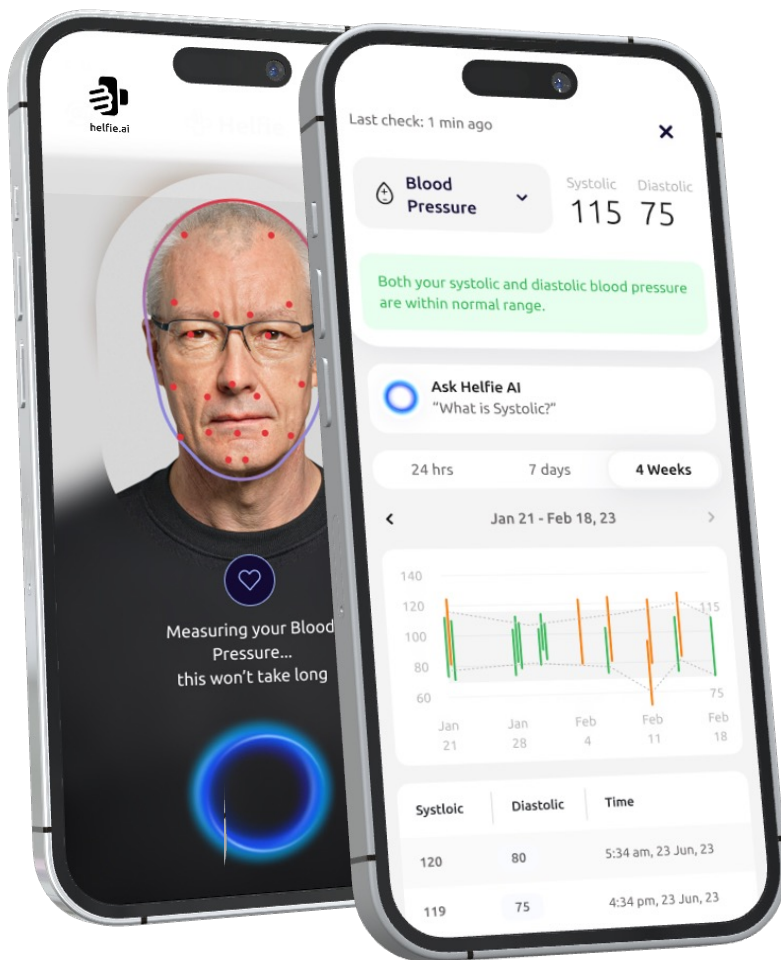 helfie.ai
Measuring your Blood
Pressure...
this won't take long
Last check: 1 min ago
Blood
Pressure
Systolic Diastolic
115 75
Both your systolic and diastolic blood pressure
are within normal range.
Ask Helfie AI
"What is Systolic?"
24 hrs 7 days 4 Weeks
Jan 21 - Feb 18, 23
140
120
115
100
80
75
60
Jan Jan Feb Feb Feb
21 28 4 11 18
Systloic Diastolic Time
120 80 5:34 am, 23 Jun, 23
119 75 4:34 pm, 23 Jun, 23